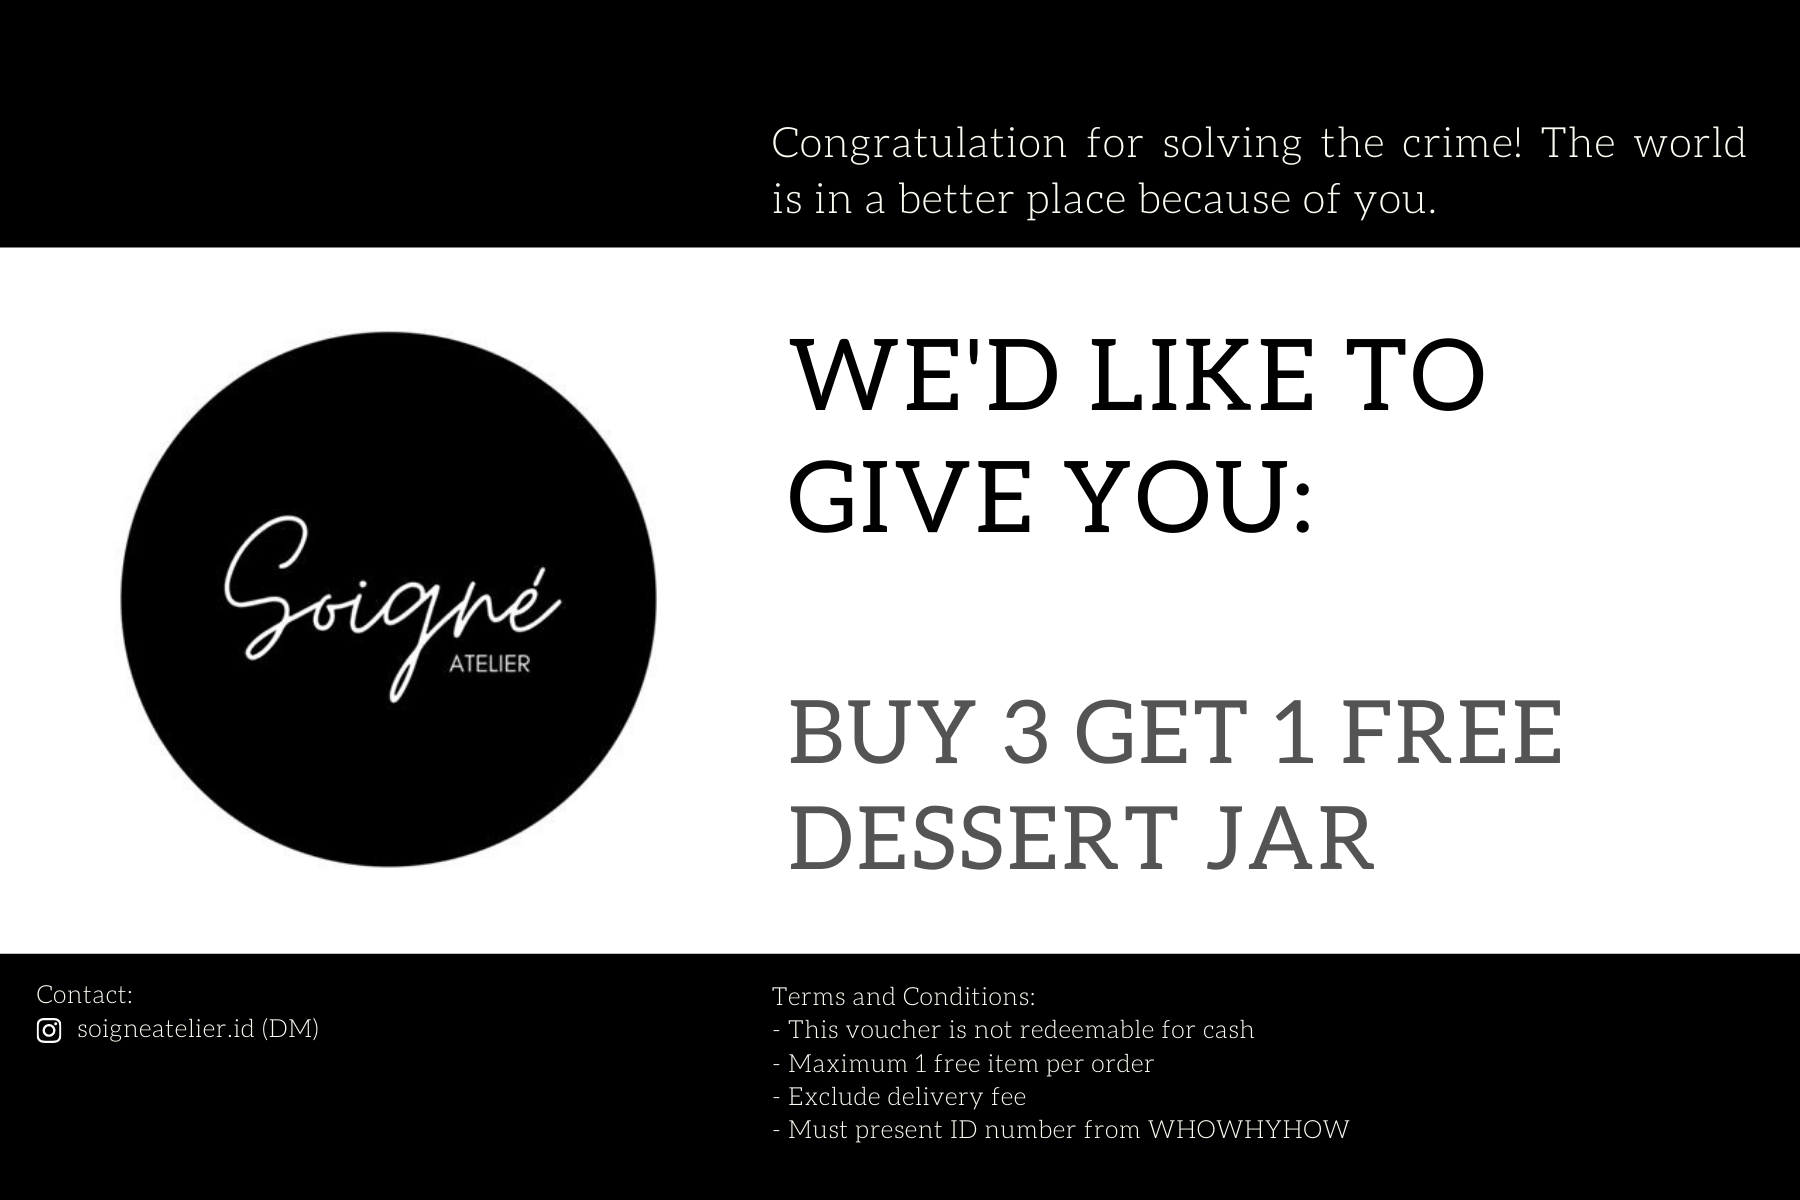 Congratulation for solving the crime! The world
is in a better place because of you.
Soigné
ATELIER
WE'D LIKE TO
GIVE YOU:
BUY 3 GET 1 FREE
DESSERT JAR
Contact:
soigneatelier.id (DM)
Terms and Conditions:
- This voucher is not redeemable for cash
- Maximum 1 free item per order
- Exclude delivery fee
- Must present ID number from WHOWHYHOW